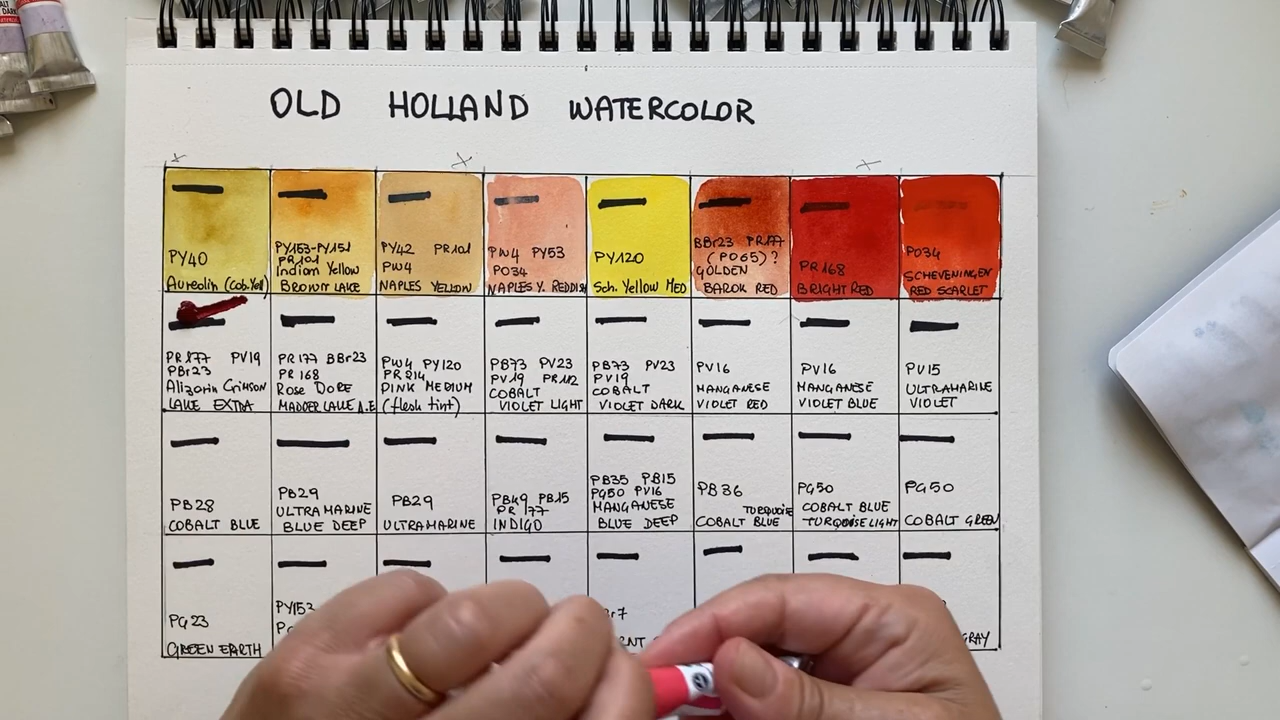 OLD HOLLAND WATERCOLOR
PY40
Aureolin (Cob.Yel)
PY153-PY151
PR101
Indian Yellow
BROWN LAKE
PY42 PR101
PW4
NAPLES YELLOW
PW4 PY53
PO34
NAPLES Y. REDDISH
PY120
Sch. Yellow MED
BBr23 PR177
(PO65)?
GOLDEN
BAROK RED
PR168
BRIGHT RED
PO34
SCHEVENINGEN
RED SCARLET
PR177 PV19
PBr23
Alizarin Crimson
LAKE EXTRA
PR177 BBr23
PR168
Rose DORE
MADDER LAKE A.E
PW4 PY120
PR214
PINK MEDIUM
(flesh tint)
PB73 PV23
PV19 PR112
COBALT
VIOLET LIGHT
PB73 PV23
PV19
COBALT
VIOLET DARK
PV16
MANGANESE
VIOLET RED
PV16
MANGANESE
VIOLET BLUE
PV15
ULTRAMARINE
VIOLET
PB28
COBALT BLUE
PB29
ULTRAMARINE
BLUE DEEP
PB29
ULTRAMARINE
PB49 PB15
PR177
INDIGO
PB35 PB15
PG50 PV16
MANGANESE
BLUE DEEP
PB36
TURQUOISE
COBALT BLUE
PG50
COBALT BLUE
TURQOISE LIGHT
PG50
COBALT GREEN
PG23
GREEN EARTH
PY153
GRAY